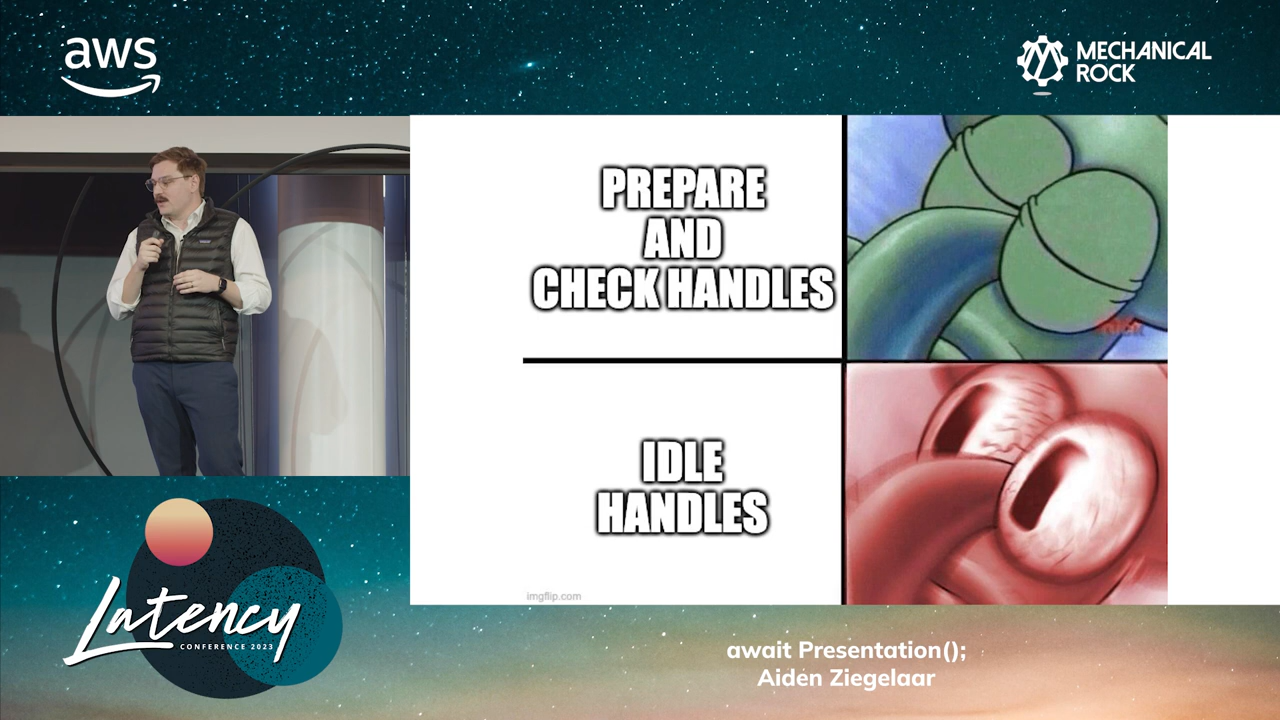 aws
MECHANICAL
ROCK
PREPARE
AND
CHECK HANDLES
IDLE
HANDLES
imgflip.com
Latency
CONFERENCE 2023
await Presentation();
Aiden Ziegelaar